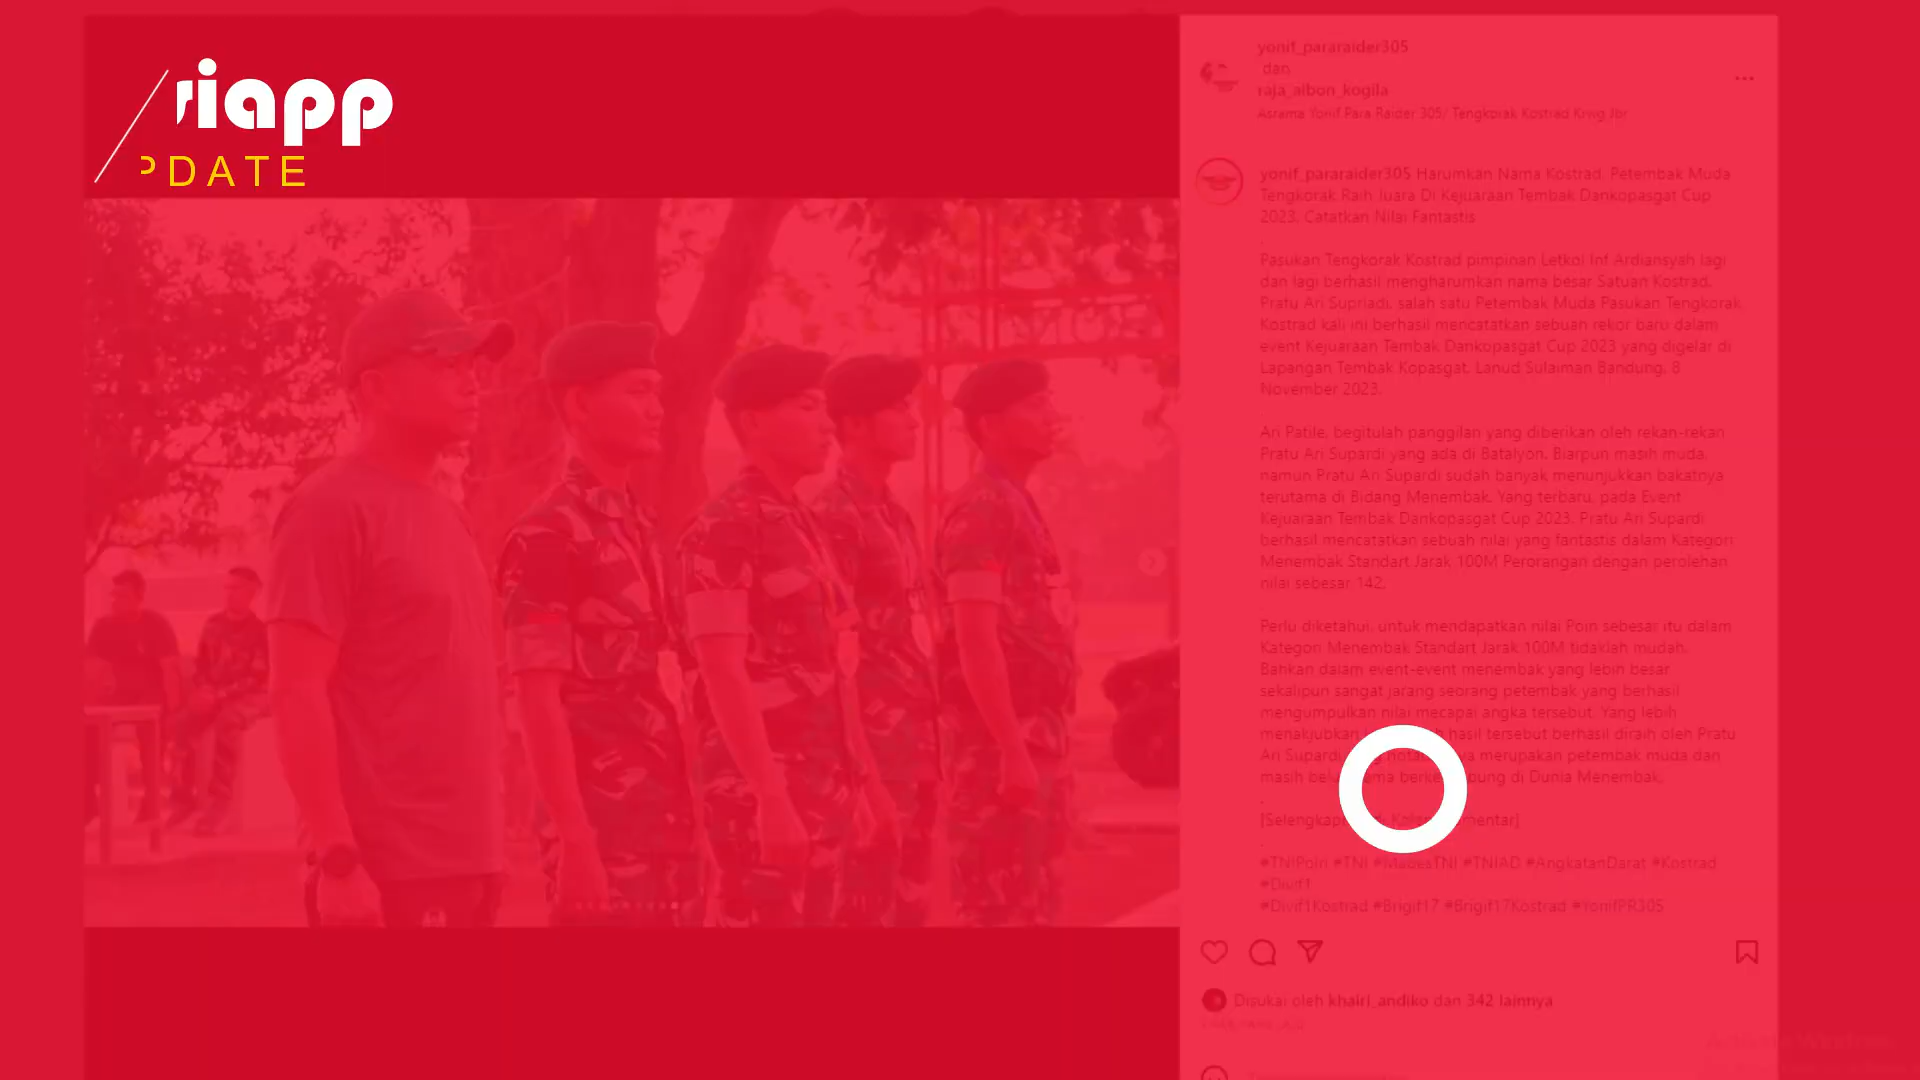 riapp
DATE
yonif_pararaider305
dan
raja_aibon_kogila
Asrama Yonif Para Raider 305/ Tengkorak Kostrad Krwg Jbr
yonif_pararaider305 Harumkan Nama Kostrad, Petembak Muda
Tengkorak Raih Juara Di Kejuaraan Tembak Dankopasgat Cup
2023, Catatkan Nilai Fantastis
.
Pasukan Tengkorak Kostrad pimpinan Letkol Inf Ardiansyah lagi
dan lagi berhasil mengharumkan nama besar Satuan Kostrad.
Pratu Ari Supriadi, salah satu Petembak Muda Pasukan Tengkorak
Kostrad kali ini berhasil mencatatkan sebuah rekor baru dalam
event Kejuaraan Tembak Dankopasgat Cup 2023 yang digelar di
Lapangan Tembak Kopasgat, Lanud Sulaiman Bandung, 8
November 2023.
Ari Patile, begitulah panggilan yang diberikan oleh rekan-rekan
Pratu Ari Supardi yang ada di Batalyon. Biarpun masih muda,
namun Pratu Ari Supardi sudah banyak menunjukkan bakatnya
terutama di Bidang Menembak. Yang terbaru, pada Event
Kejuaraan Tembak Dankopasgat Cup 2023, Pratu Ari Supardi
berhasil mencatatkan sebuah nilai yang fantastis dalam Kategori
Menembak Standart Jarak 100M Perorangan dengan perolehan
nilai sebesar 142.
Perlu diketahui, untuk mendapatkan nilai Poin sebesar itu dalam
Kategori Menembak Standart Jarak 100M tidaklah mudah.
Bahkan dalam event-event menembak yang lebih besar
sekalipun sangat jarang seorang petembak yang berhasil
mengumpulkan nilai mecapai angka tersebut. Yang lebih
menakjubkan hasil tersebut berhasil diraih oleh Pratu
Ari Supardi merupakan petembak muda dan
masih di Dunia Menembak.
.
#TNIPolri #TNI #MabesTNI #TNIAD #AngkatanDarat #Kostrad
#Divif1
#Divif1Kostrad #Brigif17 #Brigif17Kostrad #YonifPR305
Disukai oleh khairi_andiko dan 342 lainnya